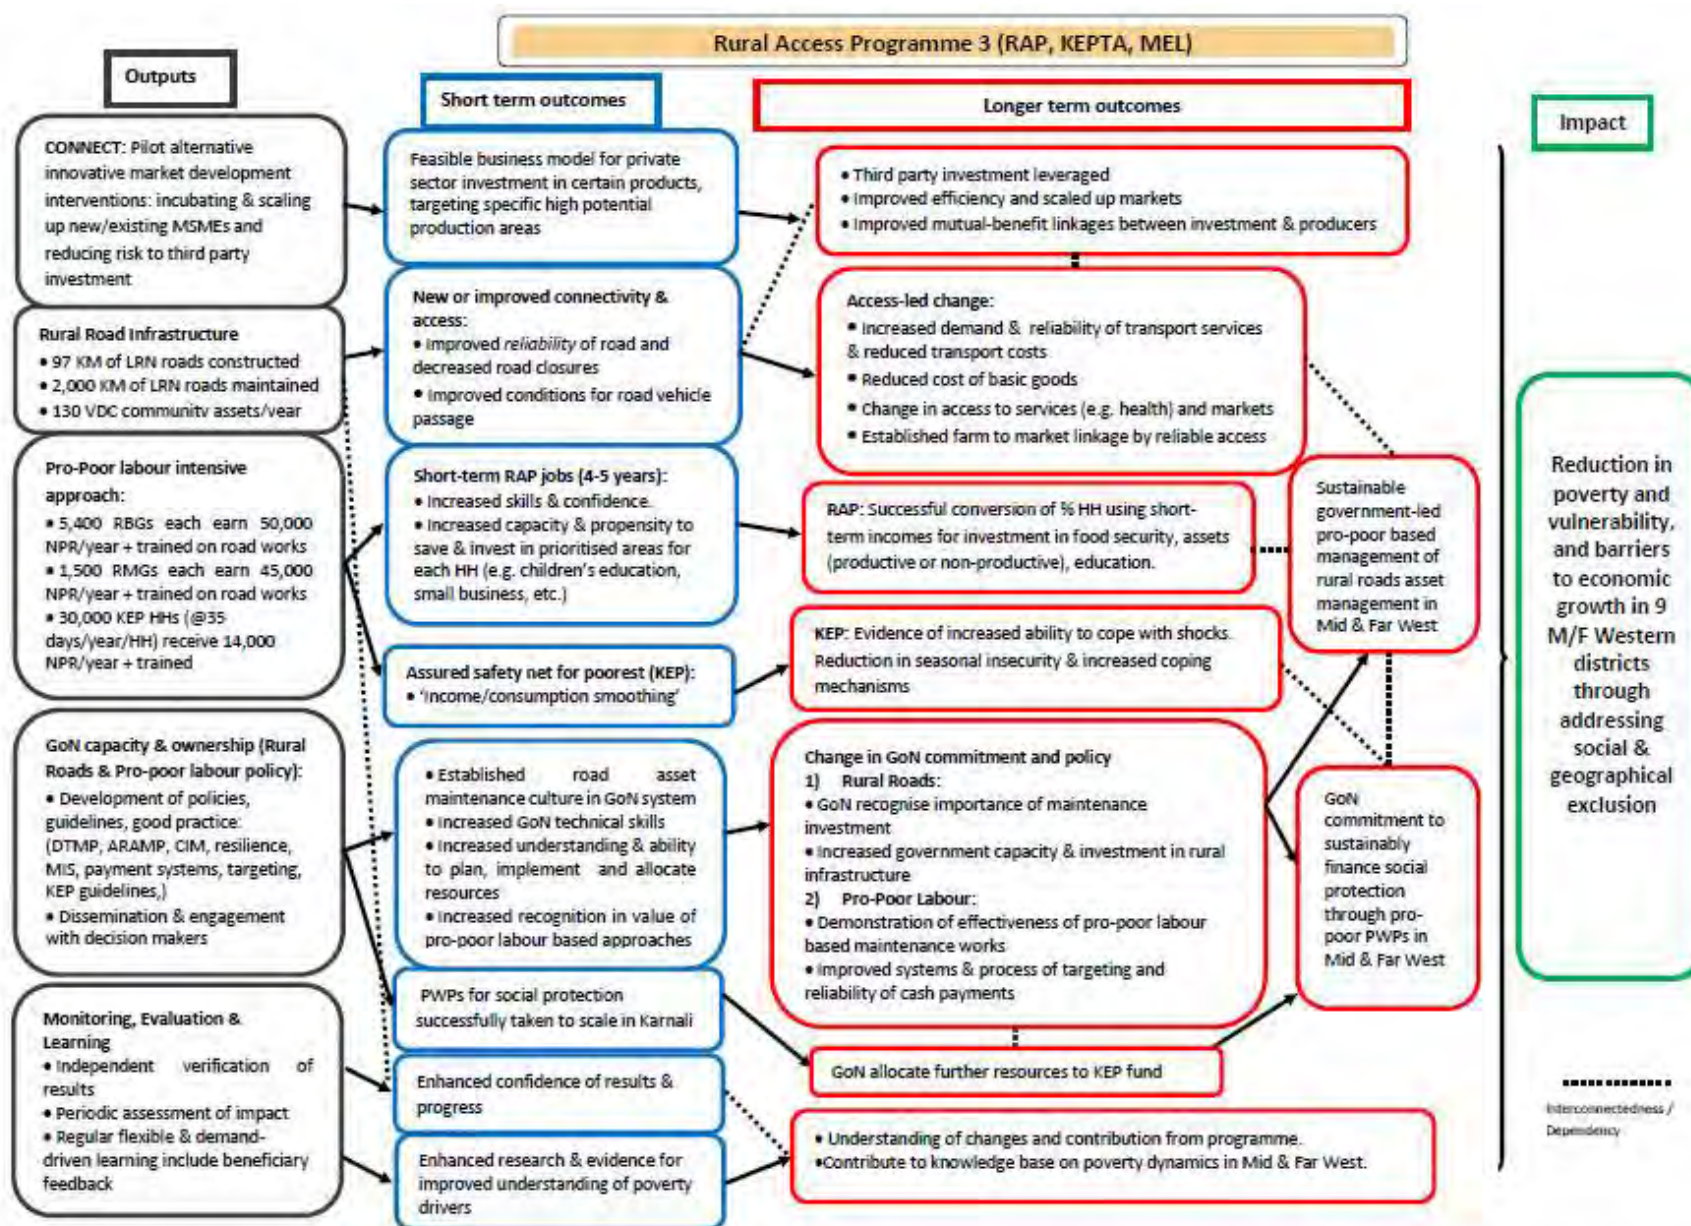 Rural Access Programme 3 (RAP, KEPTA, MEL)
Outputs
Short term outcomes
Longer term outcomes
Impact
CONNECT: Pilot alternative
innovative market development
interventions: incubating & scaling
up new/existing MSMEs and
reducing risk to third party
investment
Rural Road Infrastructure
• 97 KM of LRN roads constructed
• 2,000 KM of LRN roads maintained
• 130 VDC community assets/year
Pro-Poor labour intensive
approach:
• 5,400 RBGs each earn 50,000
NPR/year + trained on road works
• 1,500 RMGs each earn 45,000
NPR/year + trained on road works
• 30,000 KEP HHs (@35
days/year/HH) receive 14,000
NPR/year + trained
GoN capacity & ownership (Rural
Roads & Pro-poor labour policy):
• Development of policies,
guidelines, good practice:
(DTMP, ARAMP, CIM, resilience,
MIS, payment systems, targeting,
KEP guidelines,)
• Dissemination & engagement
with decision makers
Monitoring, Evaluation &
Learning
• Independent verification of
results
• Periodic assessment of impact
• Regular flexible & demand-
driven learning include beneficiary
feedback
Feasible business model for private
sector investment in certain products,
targeting specific high potential
production areas
New or improved connectivity &
access:
• Improved reliability of road and
decreased road closures
• Improved conditions for road vehicle
passage
Short-term RAP jobs (4-5 years):
• Increased skills & confidence.
• Increased capacity & propensity to
save & invest in prioritised areas for
each HH (e.g. children's education,
small business, etc.)
Assured safety net for poorest (KEP):
• 'income/consumption smoothing'
• Established road asset
maintenance culture in GoN system
• Increased GoN technical skills
• Increased understanding & ability
to plan, implement and allocate
resources
• Increased recognition in value of
pro-poor labour based approaches
PWPs for social protection
successfully taken to scale in Karnali
Enhanced confidence of results &
progress
Enhanced research & evidence for
improved understanding of poverty
drivers
• Third party investment leveraged
• Improved efficiency and scaled up markets
• Improved mutual-benefit linkages between investment & producers
Access-led change:
• Increased demand & reliability of transport services
& reduced transport costs
• Reduced cost of basic goods
• Change in access to services (e.g. health) and markets
• Established farm to market linkage by reliable access
RAP: Successful conversion of % HH using short-
term incomes for investment in food security, assets
(productive or non-productive), education.
KEP: Evidence of increased ability to cope with shocks.
Reduction in seasonal insecurity & increased coping
mechanisms
Change in GoN commitment and policy
1) Rural Roads:
• GoN recognise importance of maintenance
investment
• Increased government capacity & investment in rural
infrastructure
2) Pro-Poor Labour:
• Demonstration of effectiveness of pro-poor labour
based maintenance works
• Improved systems & process of targeting and
reliability of cash payments
GoN allocate further resources to KEP fund
• Understanding of changes and contribution from programme.
•Contribute to knowledge base on poverty dynamics in Mid & Far West.
Sustainable
government-led
pro-poor based
management of
rural roads asset
management in
Mid & Far West
GoN
commitment to
sustainably
finance social
protection
through pro-
poor PWPs in
Mid & Far West
Reduction in
poverty and
vulnerability,
and barriers
to economic
growth in 9
M/F Western
districts
through
addressing
social &
geographical
exclusion
Interconnectedness /
Dependency